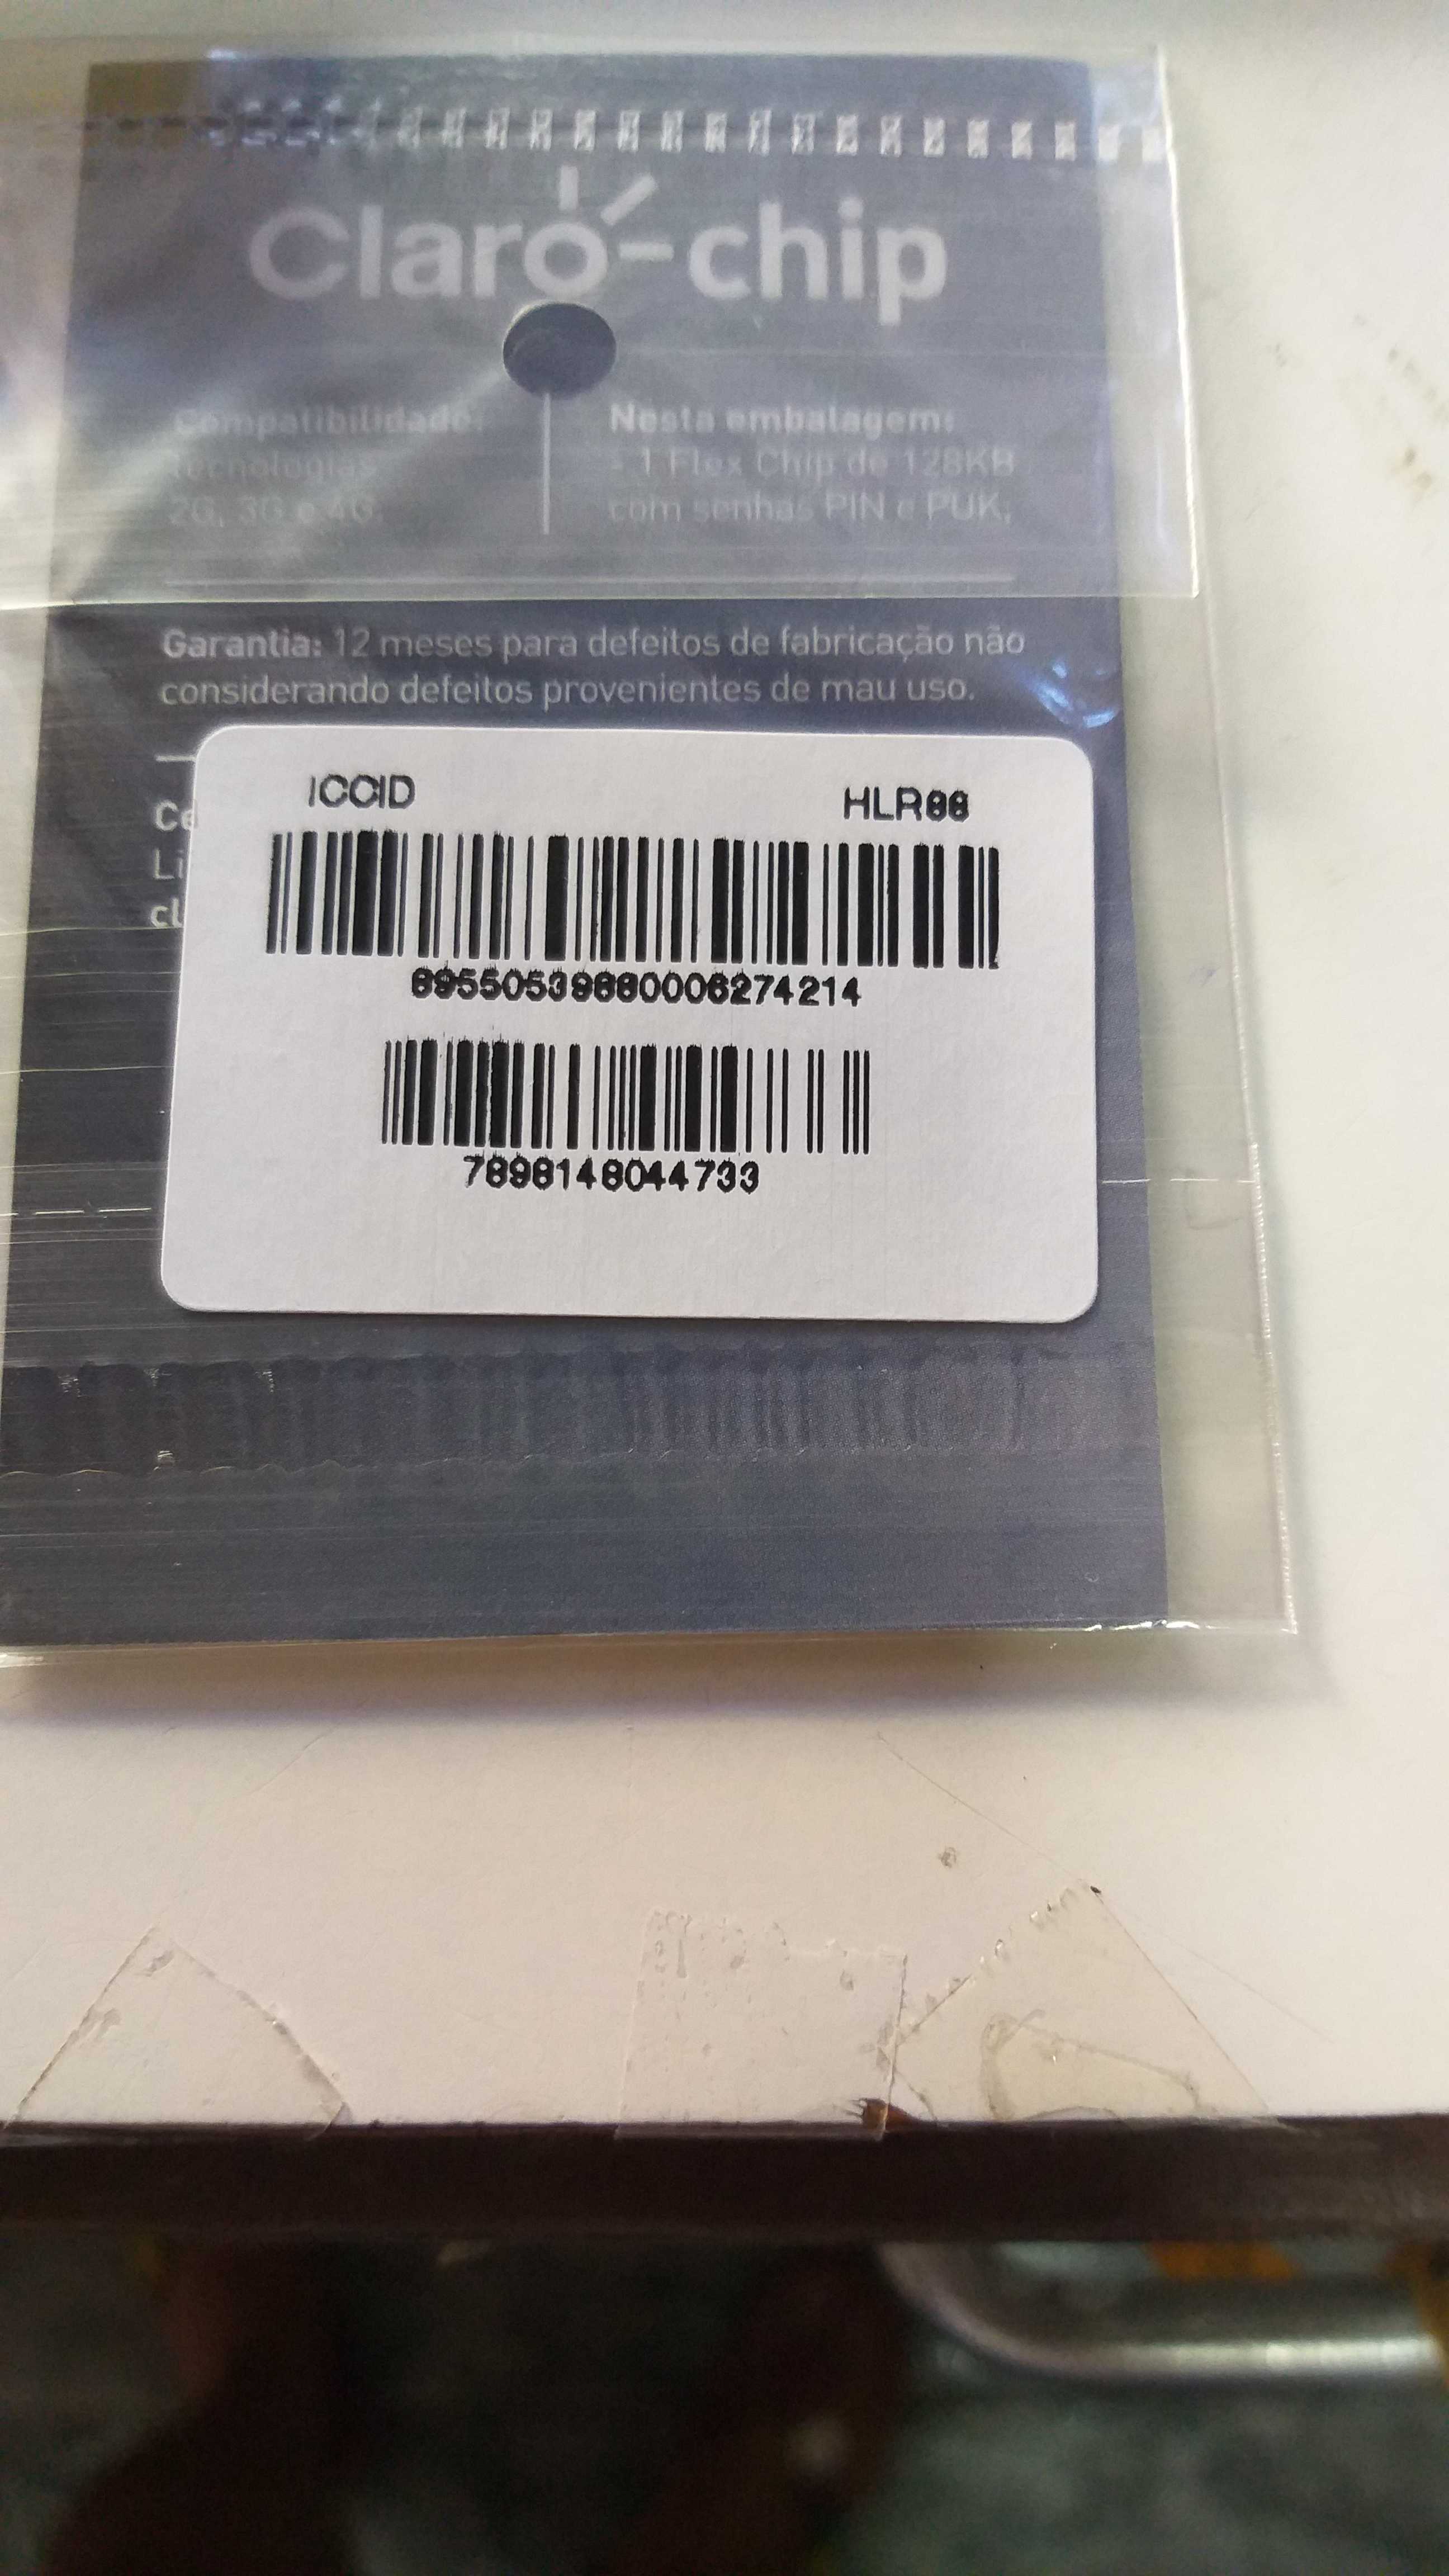 Claro-chip
Compatibilidade:
tecnologias
2G, 3G e 4G.
Nesta embalagem:
- 1 Flex Chip de 128KB
com senhas PIN e PUK.
Garantia: 12 meses para defeitos de fabricação não
considerando defeitos provenientes de mau uso.
ICCID
HLR88
89550539880006274214
7898148044733